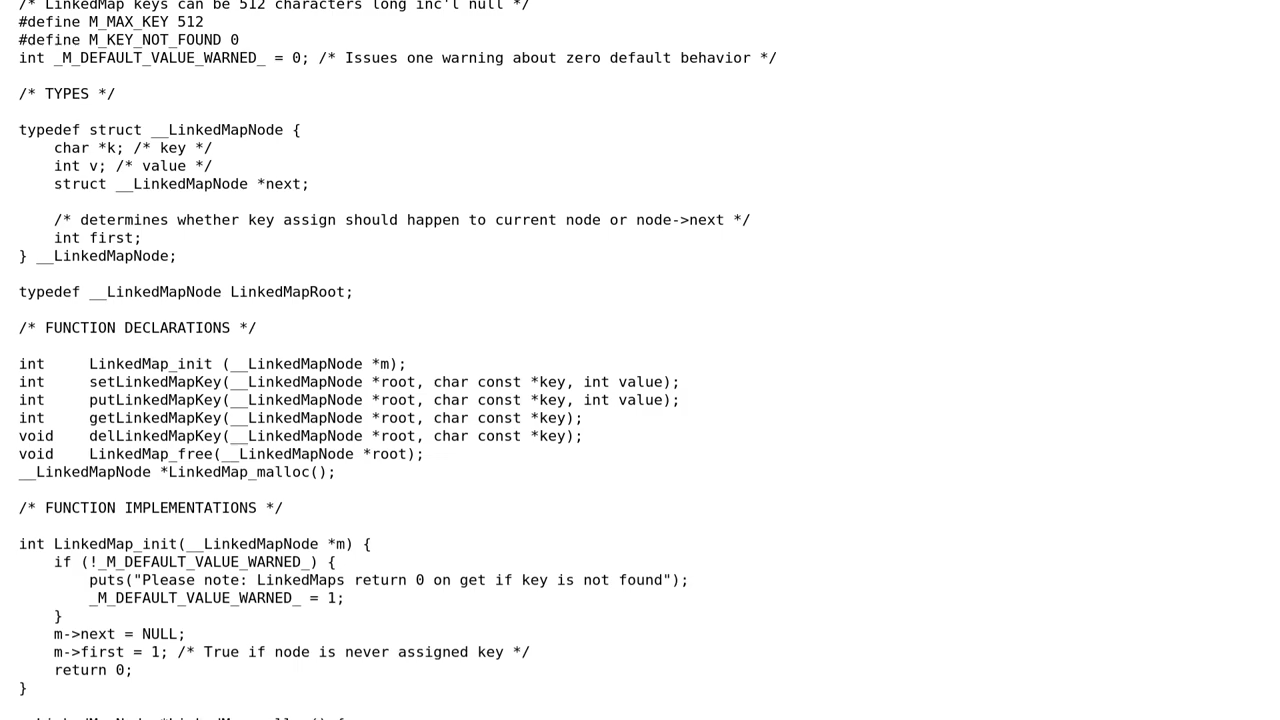 /* LinkedMap keys can be 512 characters long inc'l null */
#define M_MAX_KEY 512
#define M_KEY_NOT_FOUND 0
int _M_DEFAULT_VALUE_WARNED_ = 0; /* Issues one warning about zero default behavior */

/* TYPES */

typedef struct __LinkedMapNode {
    char *k; /* key */
    int v; /* value */
    struct __LinkedMapNode *next;

    /* determines whether key assign should happen to current node or node->next */
    int first;
} __LinkedMapNode;

typedef __LinkedMapNode LinkedMapRoot;

/* FUNCTION DECLARATIONS */

int     LinkedMap_init (__LinkedMapNode *m);
int     setLinkedMapKey(__LinkedMapNode *root, char const *key, int value);
int     putLinkedMapKey(__LinkedMapNode *root, char const *key, int value);
int     getLinkedMapKey(__LinkedMapNode *root, char const *key);
void    delLinkedMapKey(__LinkedMapNode *root, char const *key);
void    LinkedMap_free(__LinkedMapNode *root);
__LinkedMapNode *LinkedMap_malloc();

/* FUNCTION IMPLEMENTATIONS */

int LinkedMap_init(__LinkedMapNode *m) {
    if (!_M_DEFAULT_VALUE_WARNED_) {
        puts("Please note: LinkedMaps return 0 on get if key is not found");
        _M_DEFAULT_VALUE_WARNED_ = 1;
    }
    m->next = NULL;
    m->first = 1; /* True if node is never assigned key */
    return 0;
}

__LinkedMapNode *LinkedMap_malloc() {